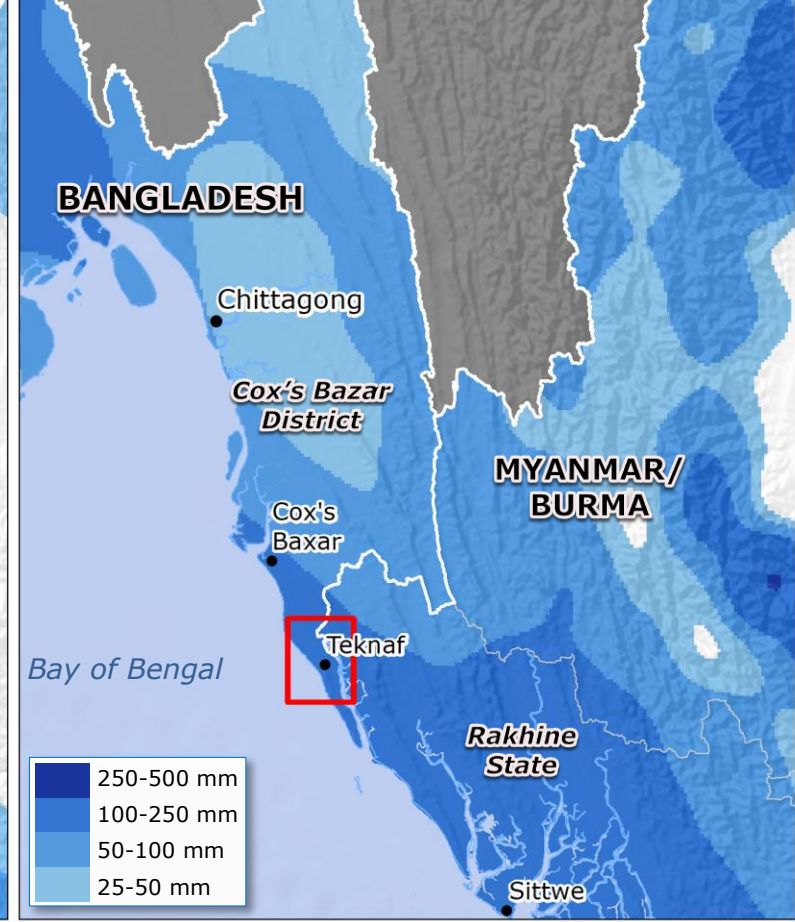 BANGLADESH
Chittagong
Cox's Bazar
District
MYANMAR/
BURMA
Cox's
Baxar
Teknaf
Bay of Bengal
Rakhine
State
250-500 mm
100-250 mm
50-100 mm
25-50 mm
Sittwe